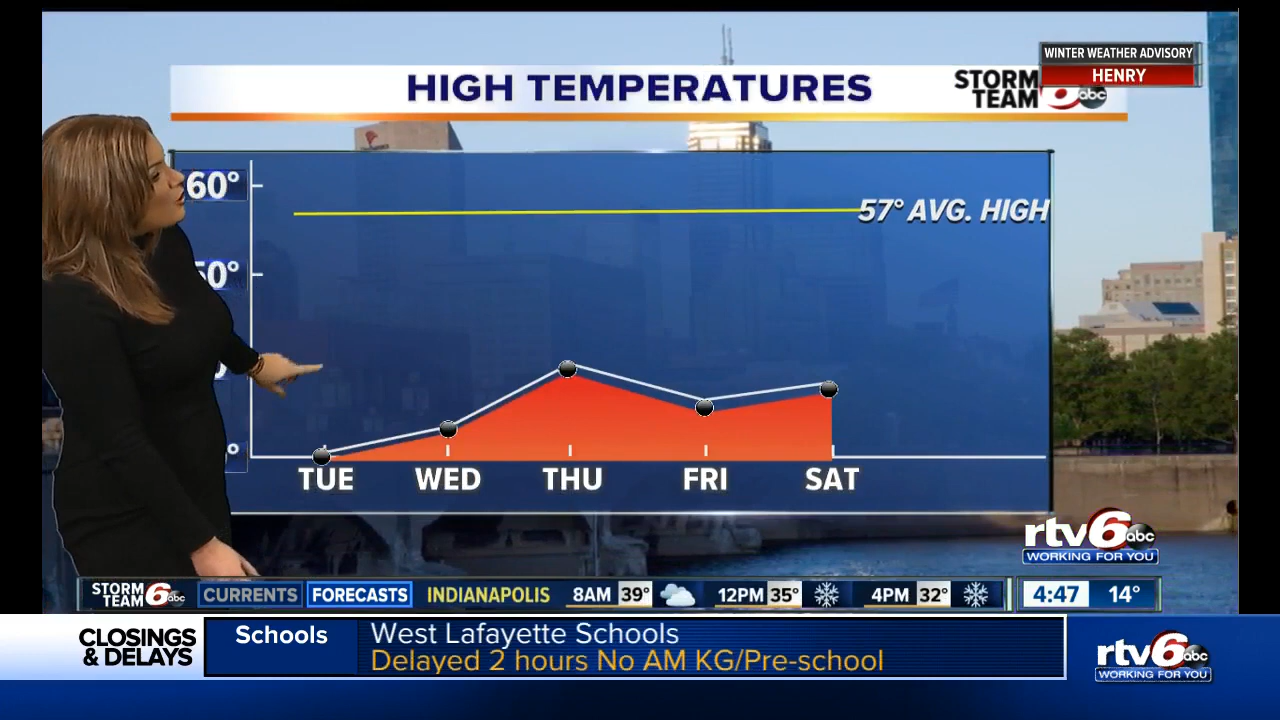 WINTER WEATHER ADVISORY
HENRY
HIGH TEMPERATURES
STORM
TEAM 6 abc
60°
57° AVG. HIGH
TUE WED THU FRI SAT
rtv6 abc
WORKING FOR YOU
STORM
TEAM 6 abc
CURRENTS FORECASTS INDIANAPOLIS 8AM 39° 12PM 35° 4PM 32° 4:47 14°
CLOSINGS
& DELAYS
Schools
West Lafayette Schools
Delayed 2 hours No AM KG/Pre-school
rtv6 abc
WORKING FOR YOU